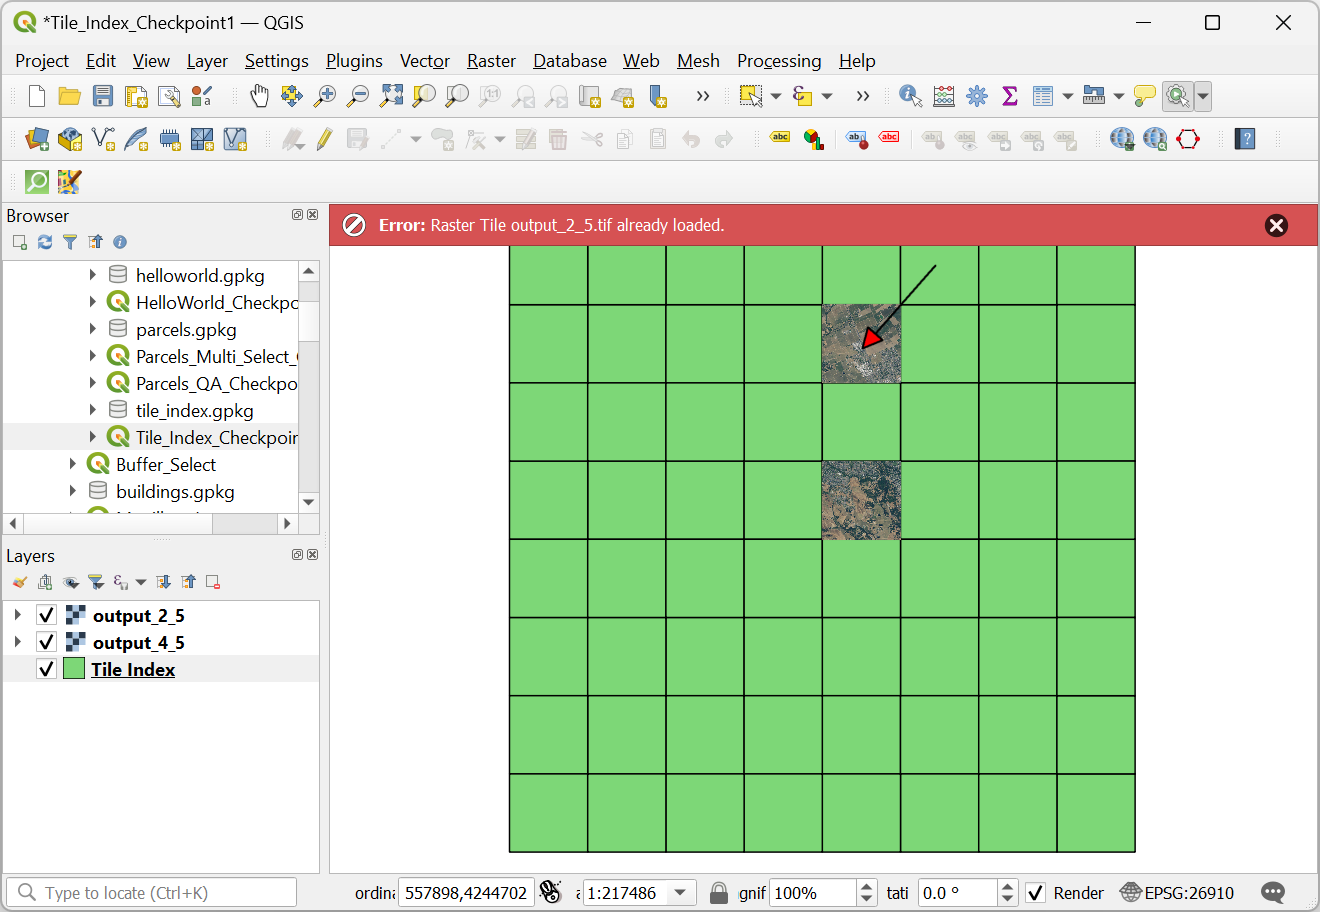 *Tile_Index_Checkpoint1 — QGIS
Project Edit View Layer Settings Plugins Vector Raster Database Web Mesh Processing Help
Browser
Error: Raster Tile output_2_5.tif already loaded.
helloworld.gpkg
HelloWorld_Checkpo
parcels.gpkg
Parcels_Multi_Select_
Parcels_QA_Checkpo
tile_index.gpkg
Tile_Index_Checkpoin
Buffer_Select
buildings.gpkg
Layers
output_2_5
output_4_5
Tile Index
Type to locate (Ctrl+K)
ordina 557898,4244702 1:217486 gnif 100% tati 0.0 ° Render EPSG:26910